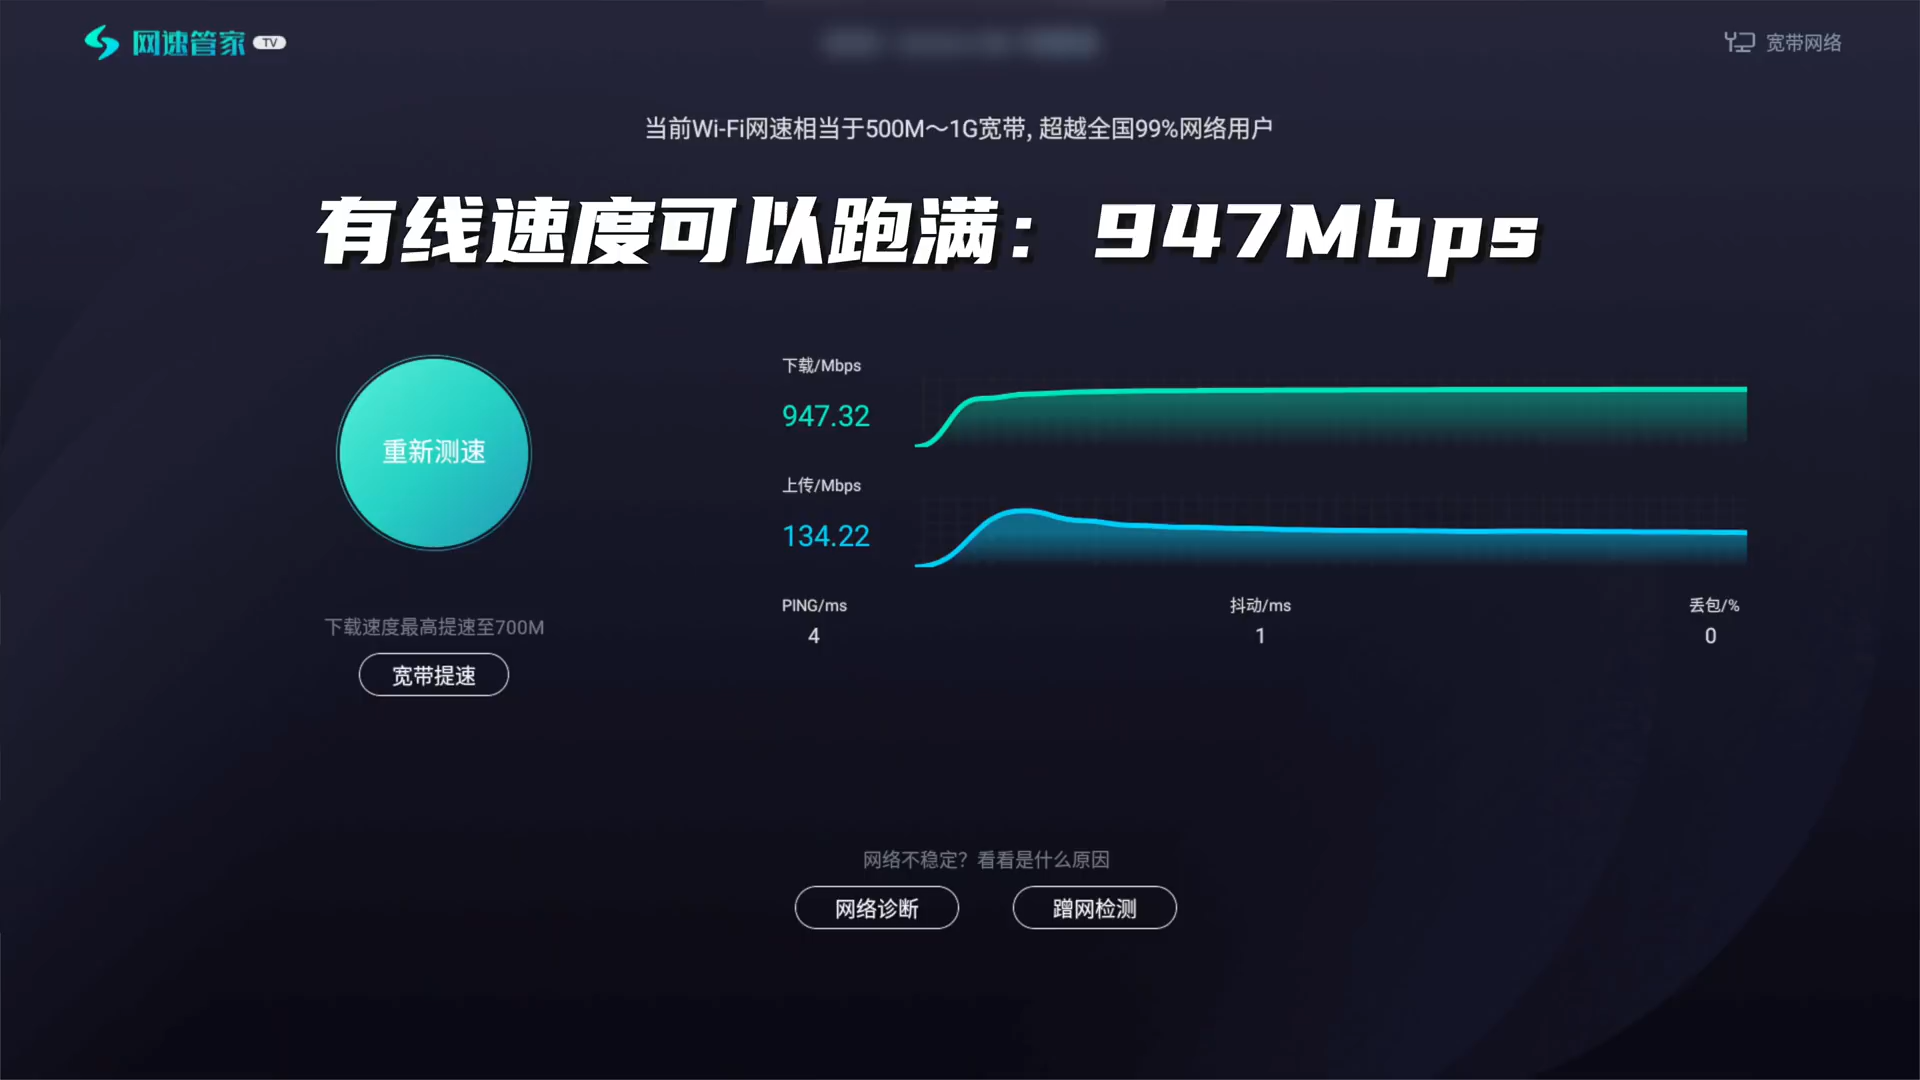 网速管家 TV
宽带网络
当前Wi-Fi网速相当于500M～1G宽带, 超越全国99%网络用户
有线速度可以跑满：947Mbps
下载/Mbps
947.32
重新测速
上传/Mbps
134.22
PING/ms
4
抖动/ms
1
丢包/%
0
下载速度最高提速至700M
宽带提速
网络不稳定？看看是什么原因
网络诊断
蹭网检测